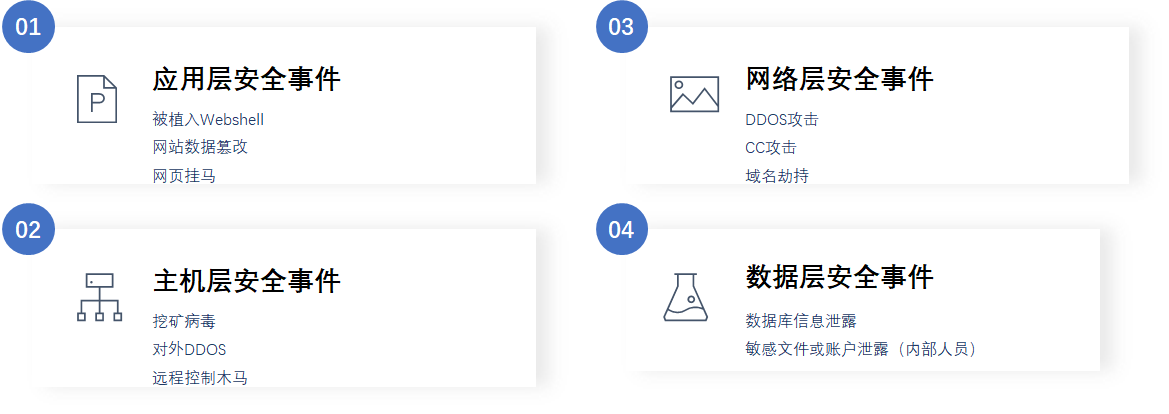 01
应用层安全事件
P
被植入Webshell
网站数据篡改
网页挂马
02
主机层安全事件
挖矿病毒
对外DDOS
远程控制木马
03
网络层安全事件
DDOS攻击
CC攻击
域名劫持
04
数据层安全事件
数据库信息泄露
敏感文件或账户泄露（内部人员）